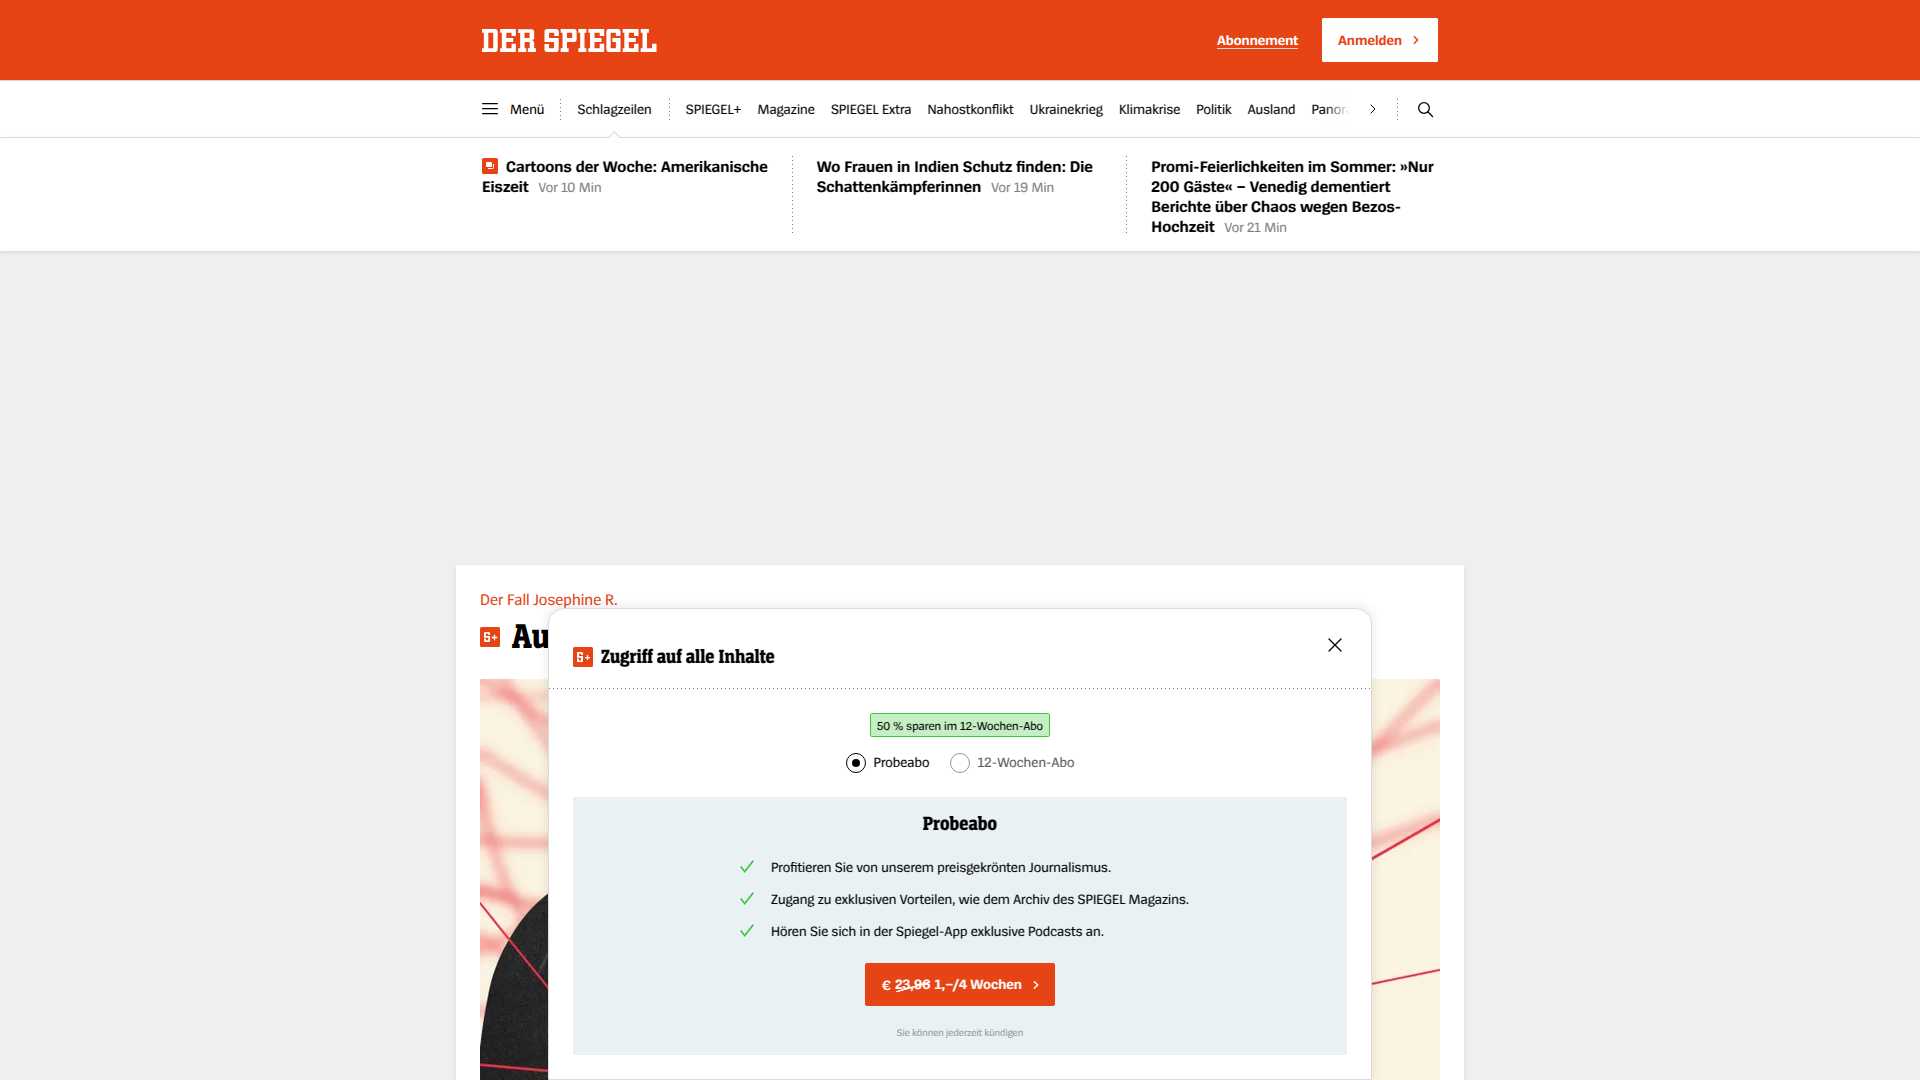 DER SPIEGEL
Abonnement
Anmelden
Menü
Schlagzeilen
SPIEGEL+
Magazine
SPIEGEL Extra
Nahostkonflikt
Ukrainekrieg
Klimakrise
Politik
Ausland
Cartoons der Woche: Amerikanische
Eiszeit Vor 10 Min
Wo Frauen in Indien Schutz finden: Die
Schattenkämpferinnen Vor 19 Min
Promi-Feierlichkeiten im Sommer: »Nur
200 Gäste« – Venedig dementiert
Berichte über Chaos wegen Bezos-
Hochzeit Vor 21 Min
Der Fall Josephine R.
Au
Zugriff auf alle Inhalte
50 % sparen im 12-Wochen-Abo
Probeabo
12-Wochen-Abo
Probeabo
Profitieren Sie von unserem preisgekrönten Journalismus.
Zugang zu exklusiven Vorteilen, wie dem Archiv des SPIEGEL Magazins.
Hören Sie sich in der Spiegel-App exklusive Podcasts an.
€ 23,96 1,–/4 Wochen
Sie können jederzeit kündigen